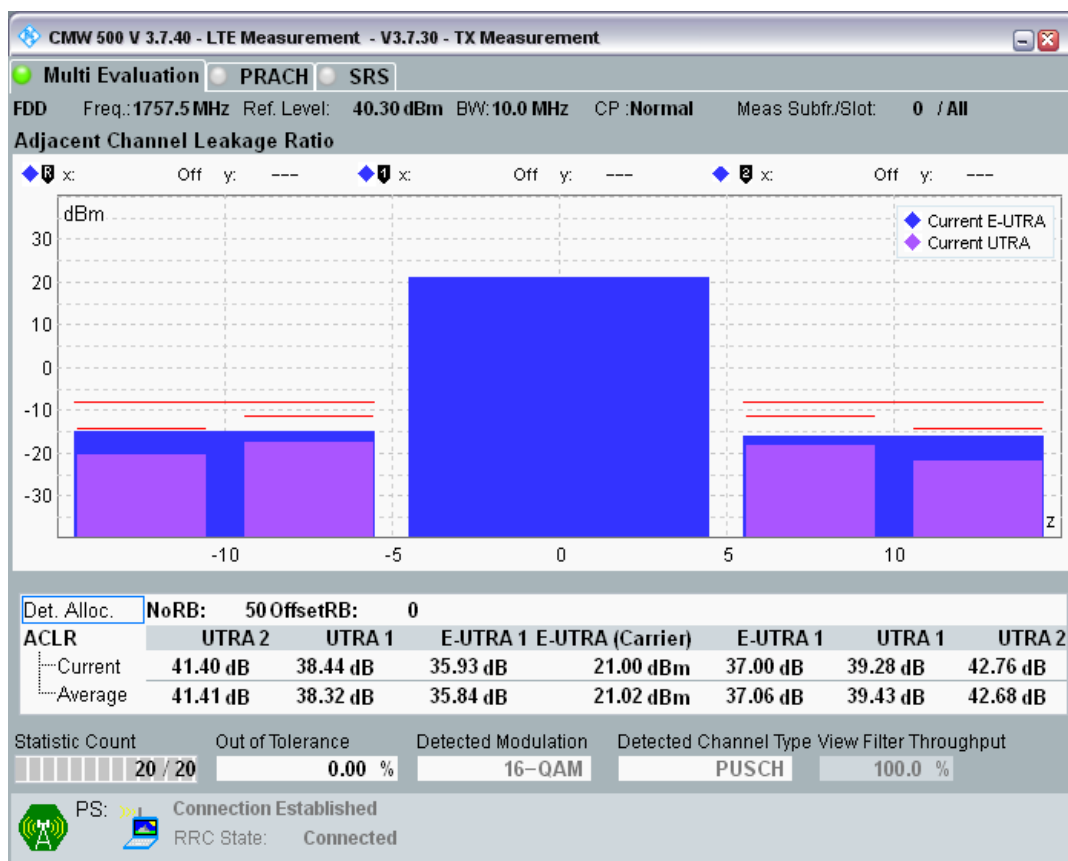 CMW 500 V 3.7.40 - LTE Measurement - V3.7.30 - TX Measurement
Multi Evaluation PRACH SRS
FDD Freq.: 1757.5 MHz Ref. Level: 40.30 dBm BW: 10.0 MHz CP :Normal Meas Subfr./Slot: 0 / All
Adjacent Channel Leakage Ratio
R x: Off y: --- 1 x: Off y: --- 2 x: Off y: ---
dBm
Current E-UTRA
Current UTRA
30
20
10
0
-10
-20
-30
z
-10 -5 0 5 10
Det. Alloc. NoRB: 50 OffsetRB: 0
ACLR UTRA 2 UTRA 1 E-UTRA 1 E-UTRA (Carrier) E-UTRA 1 UTRA 1 UTRA 2
Current 41.40 dB 38.44 dB 35.93 dB 21.00 dBm 37.00 dB 39.28 dB 42.76 dB
Average 41.41 dB 38.32 dB 35.84 dB 21.02 dBm 37.06 dB 39.43 dB 42.68 dB
Statistic Count Out of Tolerance Detected Modulation Detected Channel Type View Filter Throughput
20 / 20 0.00 % 16-QAM PUSCH 100.0 %
PS: Connection Established
RRC State: Connected